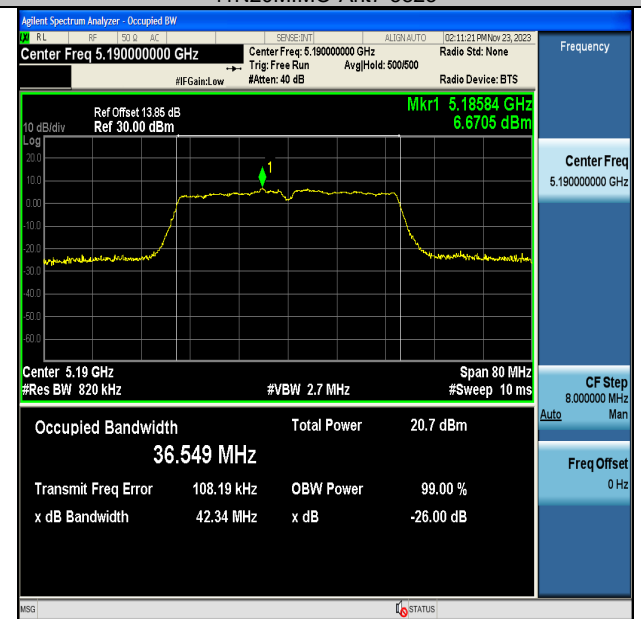 Agilent Spectrum Analyzer - Occupied BW
RL RF 50 Ω AC SENSE:INT ALIGN AUTO 02:11:21 PM Nov 23, 2023
Center Freq 5.190000000 GHz Center Freq: 5.190000000 GHz Radio Std: None Frequency
Trig: Free Run Avg|Hold: 500/500
#IFGain:Low #Atten: 40 dB Radio Device: BTS
Ref Offset 13.85 dB Mkr1 5.18584 GHz
10 dB/div Ref 30.00 dBm 6.6705 dBm
Log
20.0
1
10.0
0.00
-10.0
-20.0
-30.0
-40.0
-50.0
-60.0
Center Freq
5.190000000 GHz
Center 5.19 GHz Span 80 MHz
#Res BW 820 kHz #VBW 2.7 MHz #Sweep 10 ms
CF Step
8.000000 MHz
Auto Man
Occupied Bandwidth Total Power 20.7 dBm
36.549 MHz
Freq Offset
0 Hz
Transmit Freq Error 108.19 kHz OBW Power 99.00 %
x dB Bandwidth 42.34 MHz x dB -26.00 dB
MSG STATUS